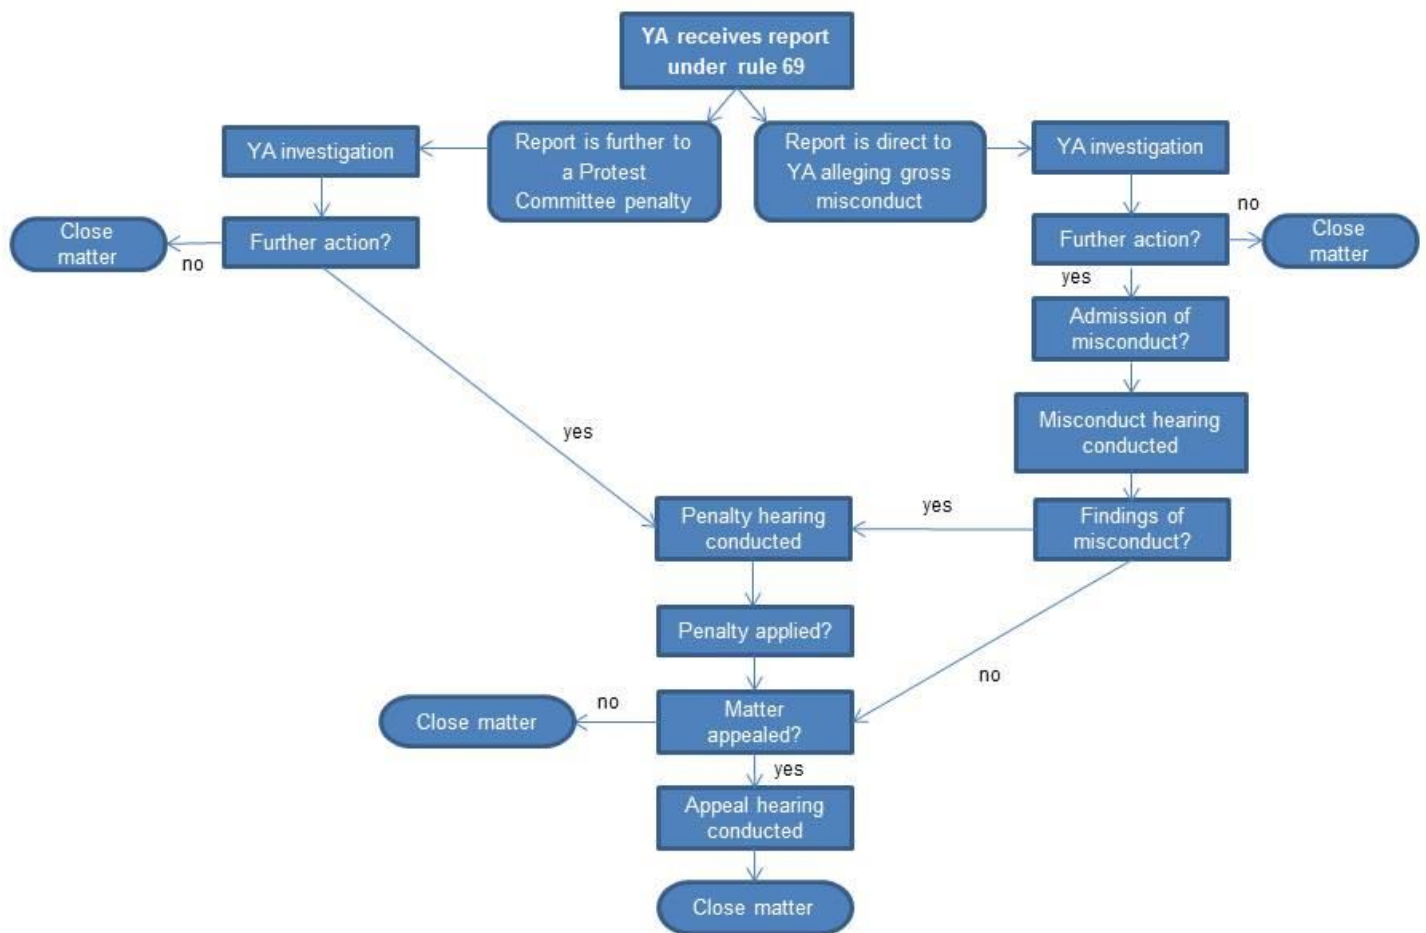 YA receives report
under rule 69
YA investigation
Report is further to
a Protest
Committee penalty
Report is direct to
YA alleging gross
misconduct
YA investigation
Close
matter
no
Further action?
Further action?
no
Close
matter
yes
Admission of
misconduct?
Misconduct hearing
conducted
yes
Penalty hearing
conducted
yes
Findings of
misconduct?
Penalty applied?
no
Close matter
no
Matter
appealed?
yes
Appeal hearing
conducted
Close matter